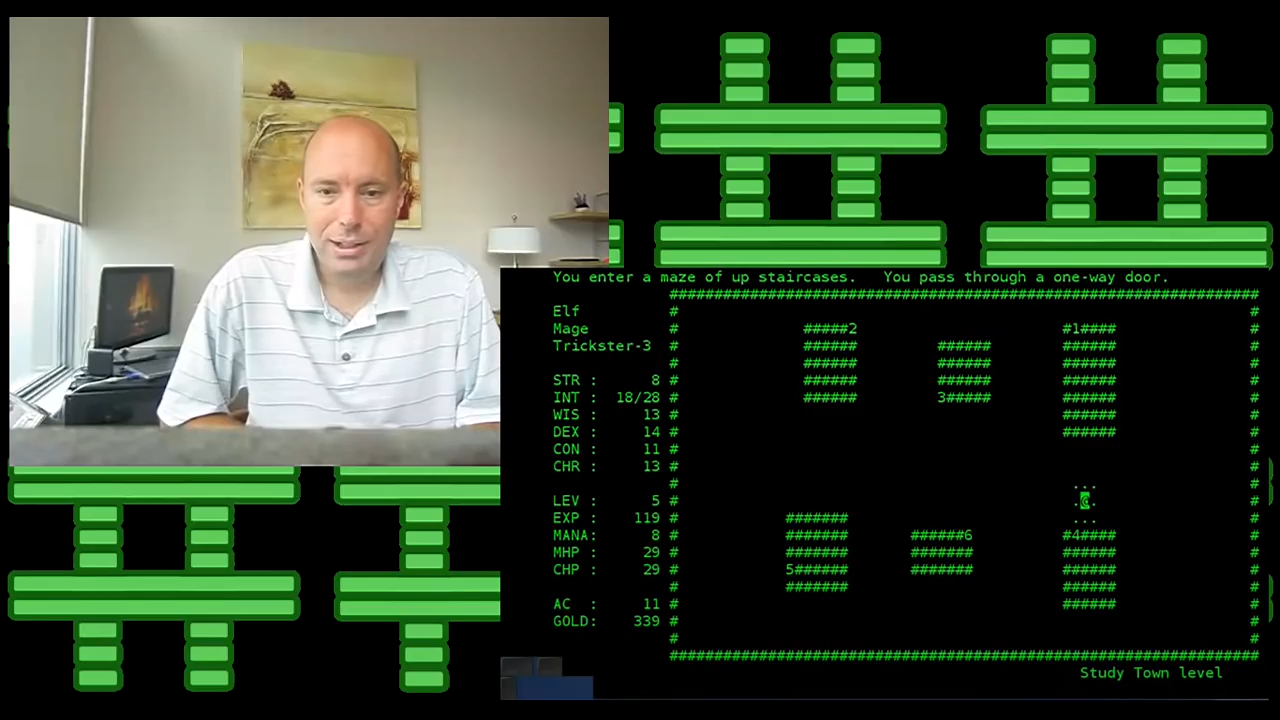 You enter a maze of up staircases.   You pass through a one-way door.
###################################################################
Elf #                                                                 #
Mage #              #####2                       #1####               #
Trickster-3 #              ######         ######        ######               #
#              ######         ######        ######               #
STR :     8 #              ######         ######        ######               #
INT : 18/28 #              ######         3#####        ######               #
WIS :    13 #                                           ######               #
DEX :    14 #                                           ######               #
CON :    11 #                                                                #
CHR :    13 #                                                                #
#                                            ...                 #
LEV :     5 #                                            .@.                 #
EXP :   119 #            #######                         ...                 #
MANA:     8 #            #######       ######6          #4####               #
MHP :    29 #            #######       #######          ######               #
CHP :    29 #            5######       #######          ######               #
#            #######                        ######               #
AC  :    11 #                                           ######               #
GOLD:   339 #                                                                #
#                                                                #
###################################################################
Study Town level